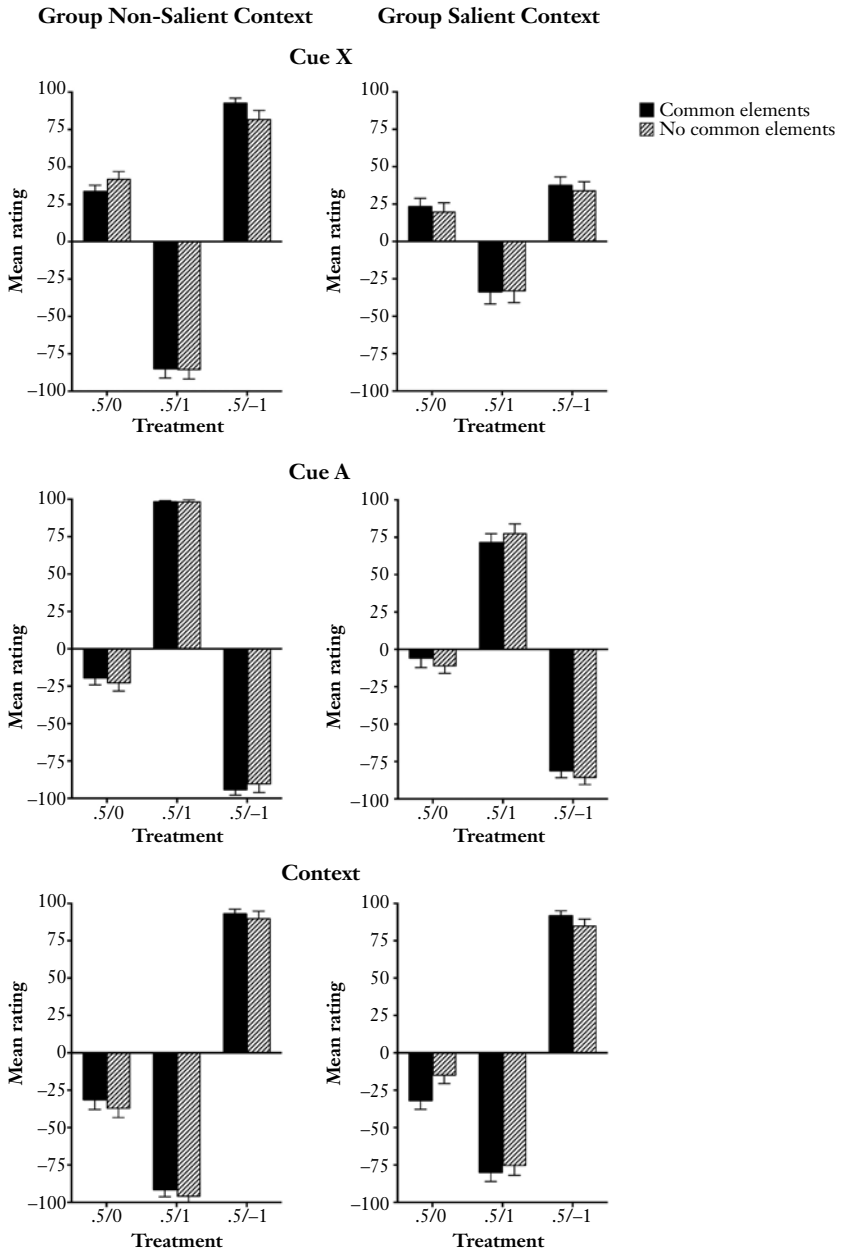 Group Non-Salient Context Group Salient Context
Cue X
Common elements
No common elements
Mean rating
100
75
50
25
0
–25
–50
–75
–100
.5/0 .5/1 .5/–1
Treatment
Mean rating
100
75
50
25
0
–25
–50
–75
–100
.5/0 .5/1 .5/–1
Treatment
Cue A
Mean rating
100
75
50
25
0
–25
–50
–75
–100
.5/0 .5/1 .5/–1
Treatment
Mean rating
100
75
50
25
0
–25
–50
–75
–100
.5/0 .5/1 .5/–1
Treatment
Context
Mean rating
100
75
50
25
0
–25
–50
–75
–100
.5/0 .5/1 .5/–1
Treatment
Mean rating
100
75
50
25
0
–25
–50
–75
–100
.5/0 .5/1 .5/–1
Treatment